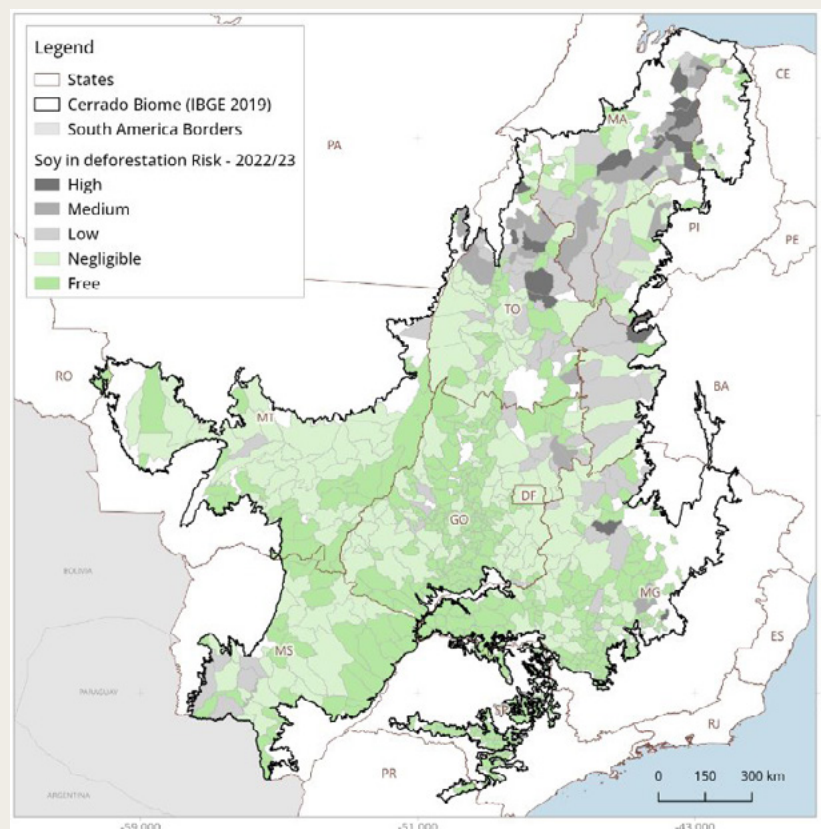 Legend
States
Cerrado Biome (IBGE 2019)
South America Borders
Soy in deforestation Risk - 2022/23
High
Medium
Low
Negligible
Free
CE
MA
PA
PI
PE
TO
RO
BA
MT
DF
GO
BOLIVIA
MG
ES
MS
PARAGUAY
SP
RJ
PR
0 150 300 km
ARGENTINA
-59.000 -51.000 -43.000